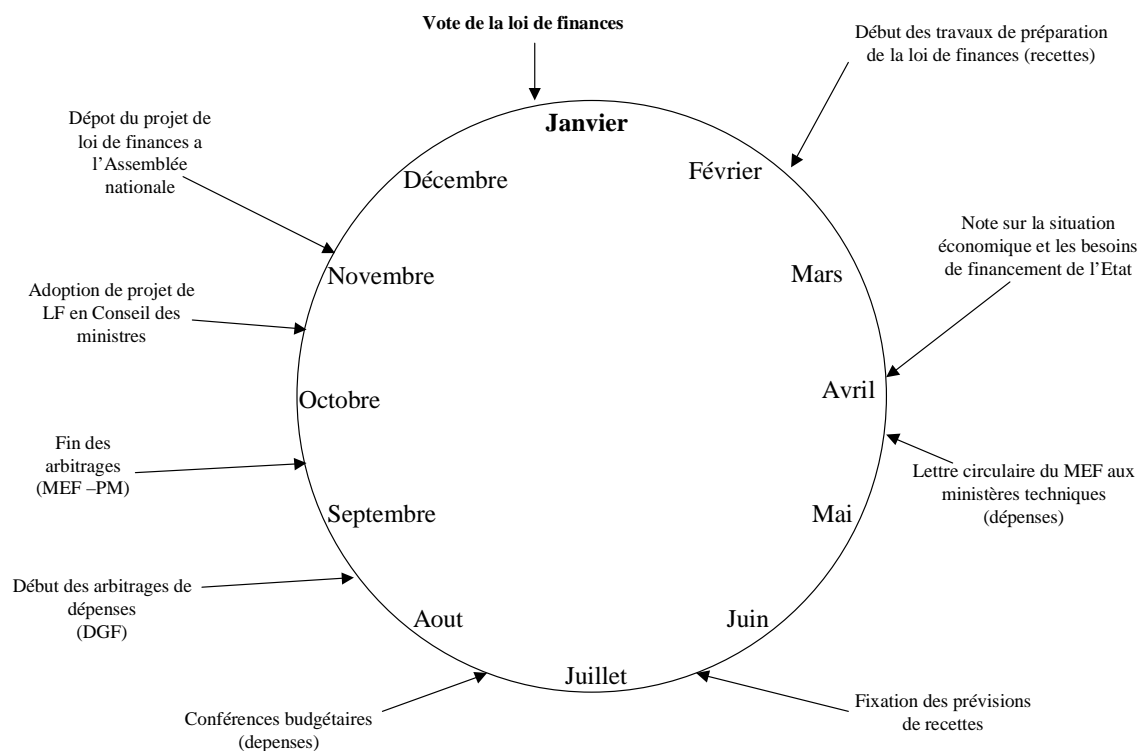 Vote de la loi de finances
Début des travaux de préparation
de la loi de finances (recettes)
Dépot du projet de
loi de finances a
l’Assemblée
nationale
Janvier
Février
Décembre
Note sur la situation
économique et les besoins
de financement de l’Etat
Mars
Novembre
Adoption de projet de
LF en Conseil des
ministres
Avril
Octobre
Fin des
arbitrages
(MEF –PM)
Lettre circulaire du MEF aux
ministères techniques
(dépenses)
Mai
Septembre
Début des arbitrages de
dépenses
(DGF)
Aout
Juin
Juillet
Conférences budgétaires
(depenses)
Fixation des prévisions
de recettes